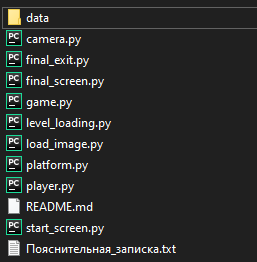 data
camera.py
final_exit.py
final_screen.py
game.py
level_loading.py
load_image.py
platform.py
player.py
README.md
start_screen.py
Пояснительная_записка.txt